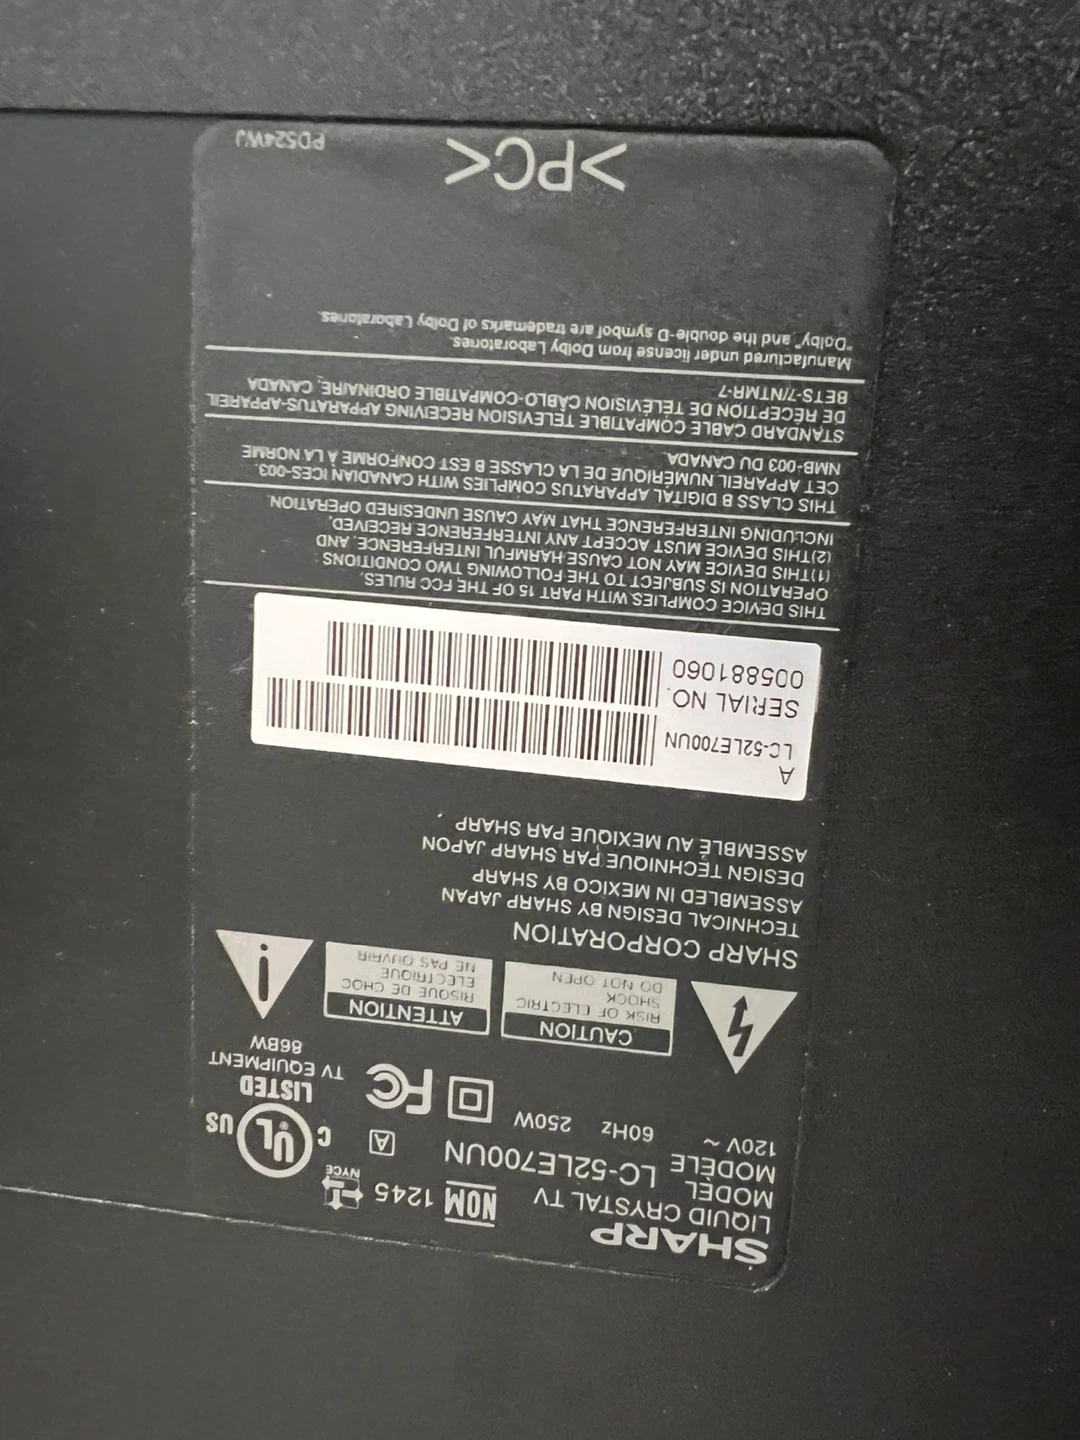 SHARP
LIQUID CRYSTAL TV NOM 1245 NYCE
MODEL
MODÈLE LC-52LE700UN A
120V ~ 60Hz 250W FC
C UL US
LISTED
TV EQUIPMENT
86BW
CAUTION
RISK OF ELECTRIC
SHOCK
DO NOT OPEN
ATTENTION
RISQUE DE CHOC
ELECTRIQUE
NE PAS OUVRIR
SHARP CORPORATION
TECHNICAL DESIGN BY SHARP JAPAN
ASSEMBLED IN MEXICO BY SHARP
DESIGN TECHNIQUE PAR SHARP JAPON
ASSEMBLÉ AU MEXIQUE PAR SHARP
A
LC-52LE700UN
SERIAL NO.
005881060
THIS DEVICE COMPLIES WITH PART 15 OF THE FCC RULES.
OPERATION IS SUBJECT TO THE FOLLOWING TWO CONDITIONS:
(1)THIS DEVICE MAY NOT CAUSE HARMFUL INTERFERENCE, AND
(2)THIS DEVICE MUST ACCEPT ANY INTERFERENCE RECEIVED,
INCLUDING INTERFERENCE THAT MAY CAUSE UNDESIRED OPERATION.
THIS CLASS B DIGITAL APPARATUS COMPLIES WITH CANADIAN ICES-003.
CET APPAREIL NUMÉRIQUE DE LA CLASSE B EST CONFORME À LA NORME
NMB-003 DU CANADA.
STANDARD CABLE COMPATIBLE TELEVISION RECEIVING APPARATUS-APPAREIL
DE RÉCEPTION DE TÉLÉVISION CÂBLO-COMPATIBLE ORDINAIRE, CANADA
BETS-7/NTMR-7
Manufactured under license from Dolby Laboratories.
"Dolby" and the double-D symbol are trademarks of Dolby Laboratories.
>PC<
PD524WJ